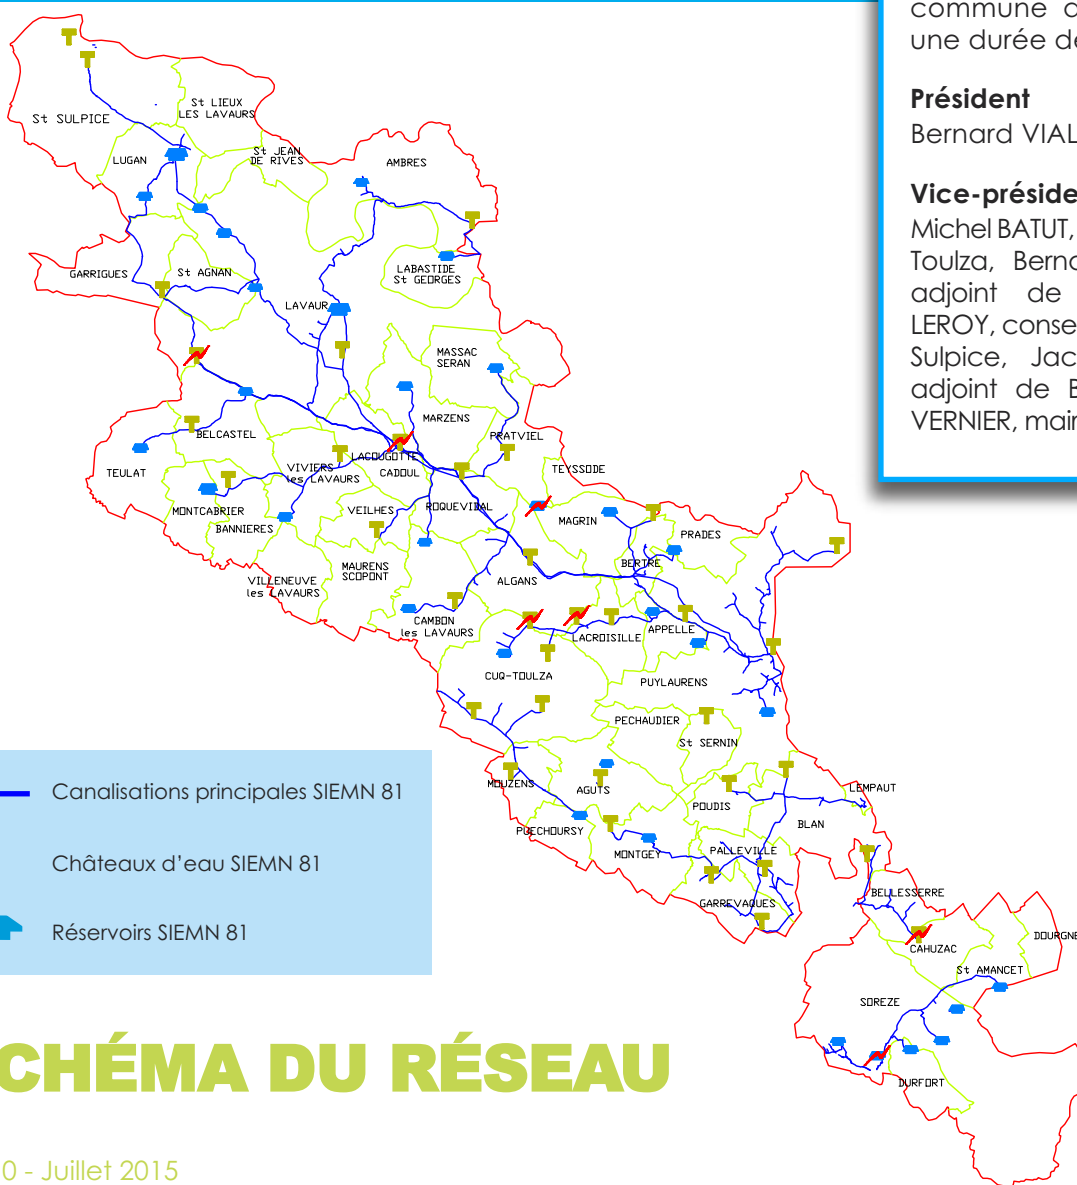 commune d
une durée de
Président
Bernard VIAL
Vice-préside
Michel BATUT,
Toulza, Berna
adjoint de
LEROY, conse
Sulpice, Jac
adjoint de B
VERNIER, mair
St SULPICE
St LIEUX
LES LAVAURS
LUGAN
St JEAN
DE RIVES
AMBRES
GARRIGUES
St AGNAN
LABASTIDE
St GEORGES
LAVAUR
MASSAC
SERAN
MARZENS
BELCASTEL
PRATVIEL
TEULAT
VIVIERS
les LAVAURS
LACOUGOTTE
CADOUL
TEYSSODE
MONTCABRIER
BANNIERES
VEILHES
ROQUEVIDAL
MAGRIN
PRADES
MAURENS
SCOPONT
BERTRE
VILLENEUVE
les LAVAURS
ALGANS
CAMBON
les LAVAURS
LACROISILLE
APPELLE
CUQ-TOULZA
PUYLAURENS
PECHAUDIER
St SERNIN
MOUZENS
AGUTS
POUDIS
LEMPAUT
BLAN
PUECHOURSY
MONTGEY
PALLEVILLE
GARREVAQUES
BELLESSERRE
CAHUZAC
DOURGNE
St AMANCET
SOREZE
DURFORT
Canalisations principales SIEMN 81
Châteaux d'eau SIEMN 81
Réservoirs SIEMN 81
CHÉMA DU RÉSEAU
0 - Juillet 2015